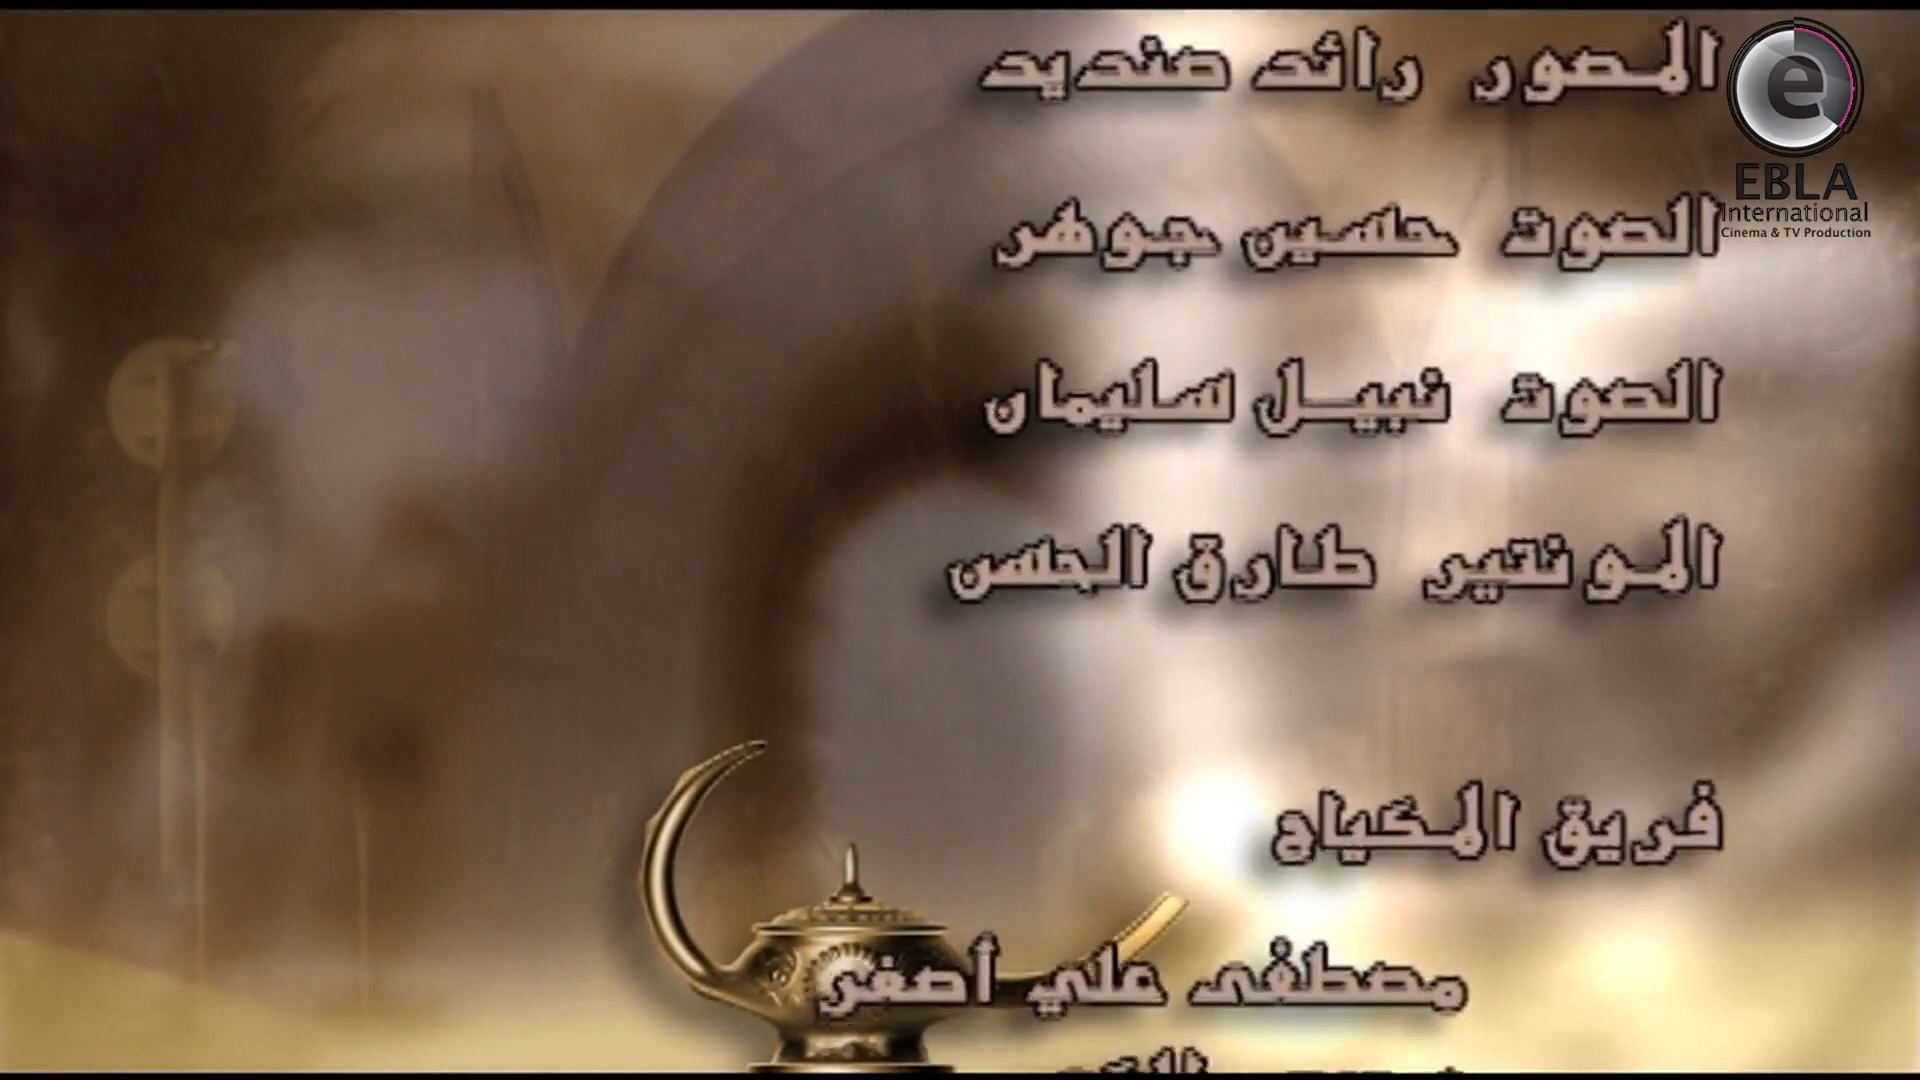 المصور رائد صنديد
e
EBLA
International
Cinema & TV Production
الصوت حسين جوهر
الصوت نبيل سليمان
المونتير طارق الحسن
فريق المكياج
مصطفى علي أصفر